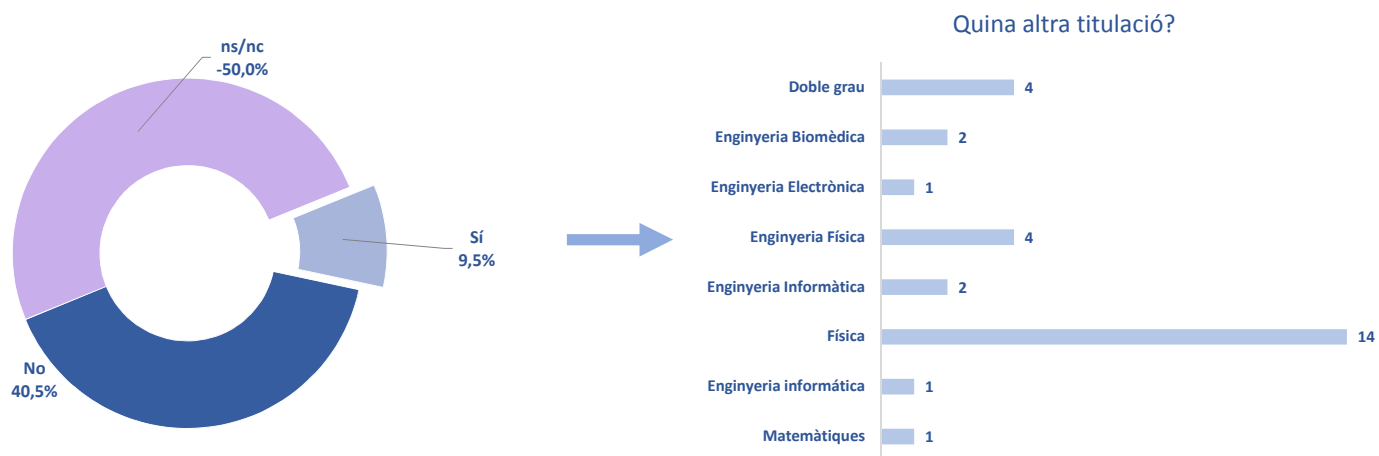 Quina altra titulació?
ns/nc
-50,0%
Sí
9,5%
No
40,5%
Doble grau 4
Enginyeria Biomèdica 2
Enginyeria Electrònica 1
Enginyeria Física 4
Enginyeria Informàtica 2
Física 14
Enginyeria informática 1
Matemàtiques 1